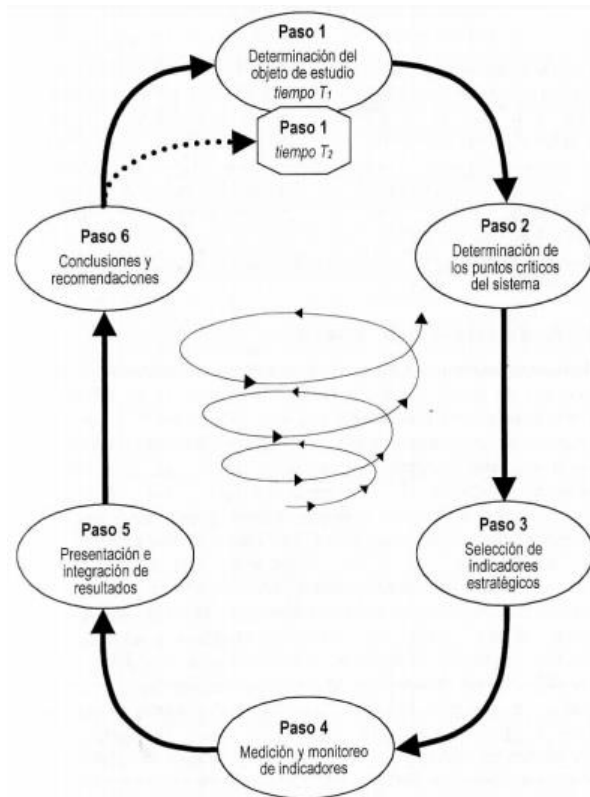 Paso 1
Determinación del
objeto de estudio
tiempo T₁
Paso 1
tiempo T₂
Paso 2
Determinación de
los puntos críticos
del sistema
Paso 3
Selección de
indicadores
estratégicos
Paso 4
Medición y monitoreo
de indicadores
Paso 5
Presentación e
integración de
resultados
Paso 6
Conclusiones y
recomendaciones